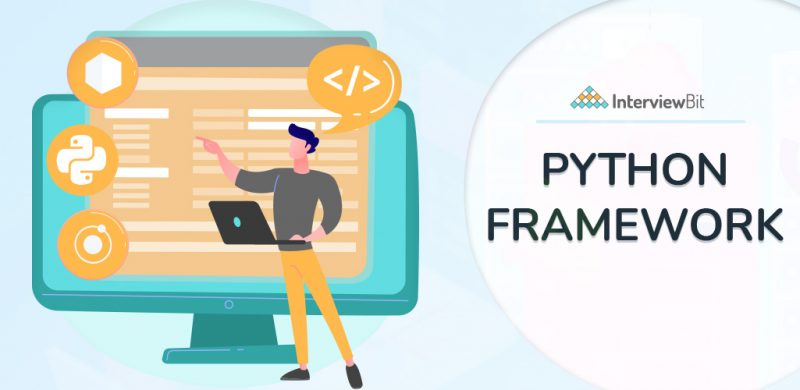 </>
InterviewBit
PYTHON
FRAMEWORK